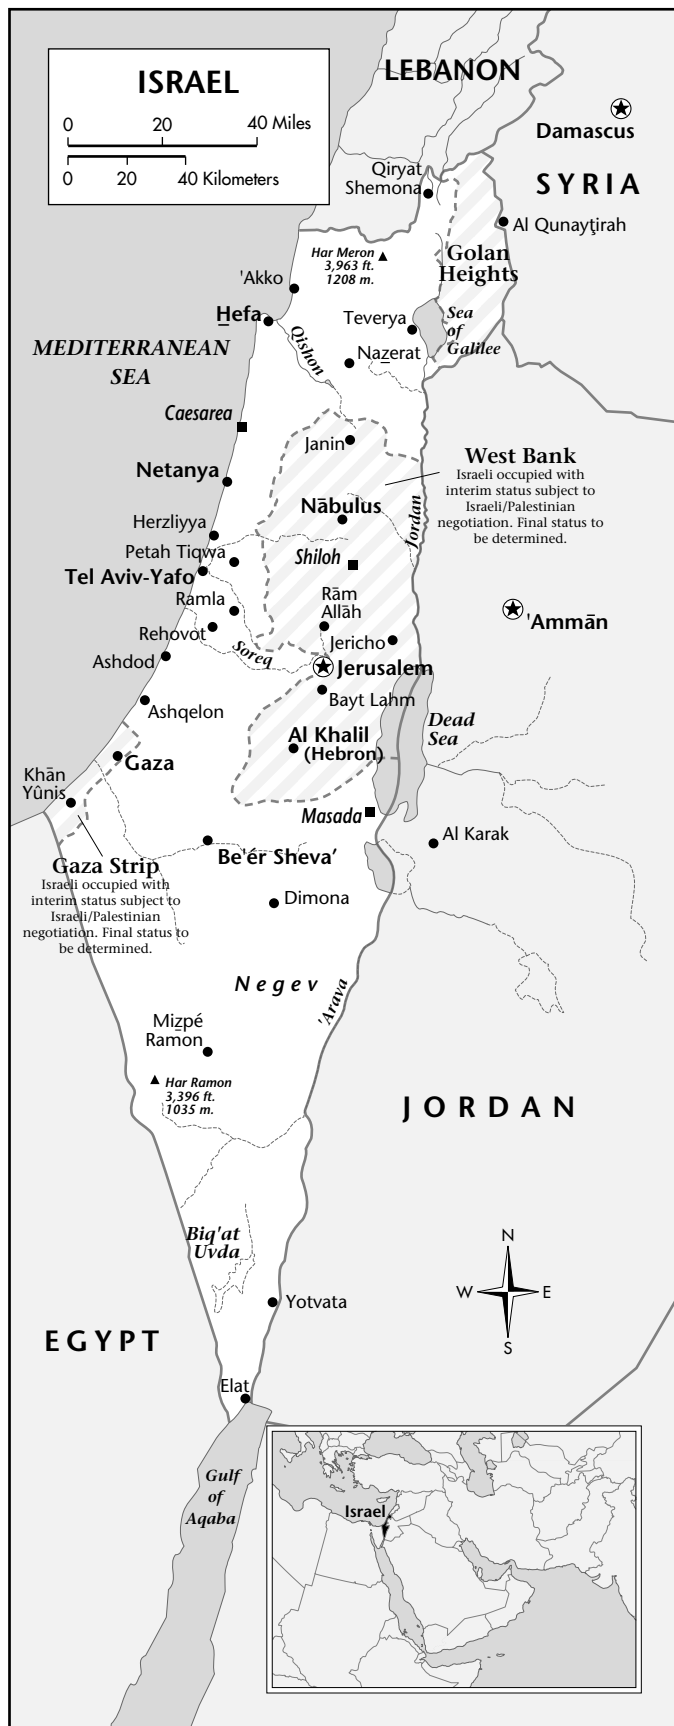 ISRAEL
0 20 40 Miles
0 20 40 Kilometers
LEBANON
Damascus
SYRIA
Qiryat
Shemona
Al Qunayţirah
Har Meron
3,963 ft.
1208 m.
Golan
Heights
'Akko
H̱efa
Teverya
Sea
of
Galilee
Qishon
Naẕerat
MEDITERRANEAN
SEA
Caesarea
Janin
West Bank
Israeli occupied with
interim status subject to
Israeli/Palestinian
negotiation. Final status to
be determined.
Netanya
Nābulus
Jordan
Herzliyya
Petah Tiqwa
Shiloh
Tel Aviv-Yafo
Ramla
Rām
Allāh
'Ammān
Rehovot
Jericho
Soreq
Ashdod
Jerusalem
Bayt Lahm
Ashqelon
Dead
Sea
Al Khalil
(Hebron)
Gaza
Khān
Yûnis
Masada
Al Karak
Be'ér Sheva’
Gaza Strip
Israeli occupied with
interim status subject to
Israeli/Palestinian
negotiation. Final status to
be determined.
Dimona
Negev
'Arava
Miẕpé
Ramon
Har Ramon
3,396 ft.
1035 m.
JORDAN
Biq'at
Uvda
N
W E
S
Yotvata
EGYPT
Elat
Gulf
of
Aqaba
Israel